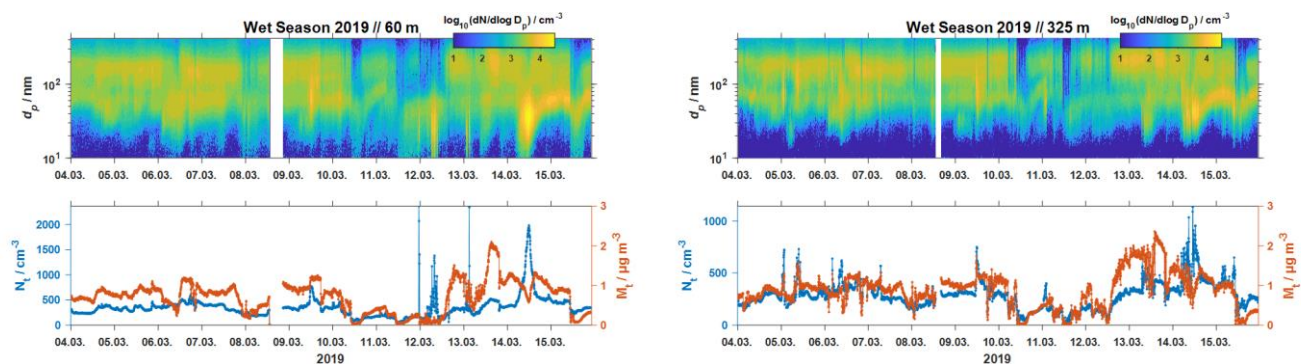 Wet Season 2019 // 60 m
log10(dN/dlog Dp) / cm-3
1 2 3 4
dp / nm
10^2
10^1
04.03. 05.03. 06.03. 07.03. 09.03. 10.03. 11.03. 12.03. 13.03. 14.03. 15.03.
Nt / cm-3
2000
1500
1000
500
0
3
2
1
0
Mt / µg m-3
04.03. 05.03. 06.03. 07.03. 09.03. 10.03. 11.03. 12.03. 13.03. 14.03. 15.03.
2019
Wet Season 2019 // 325 m
log10(dN/dlog Dp) / cm-3
1 2 3 4
dp / nm
10^2
10^1
04.03. 05.03. 06.03. 07.03. 09.03. 10.03. 11.03. 12.03. 13.03. 14.03. 15.03.
Nt / cm-3
1000
500
0
3
2
1
0
Mt / µg m-3
04.03. 05.03. 06.03. 07.03. 09.03. 10.03. 11.03. 12.03. 13.03. 14.03. 15.03.
2019